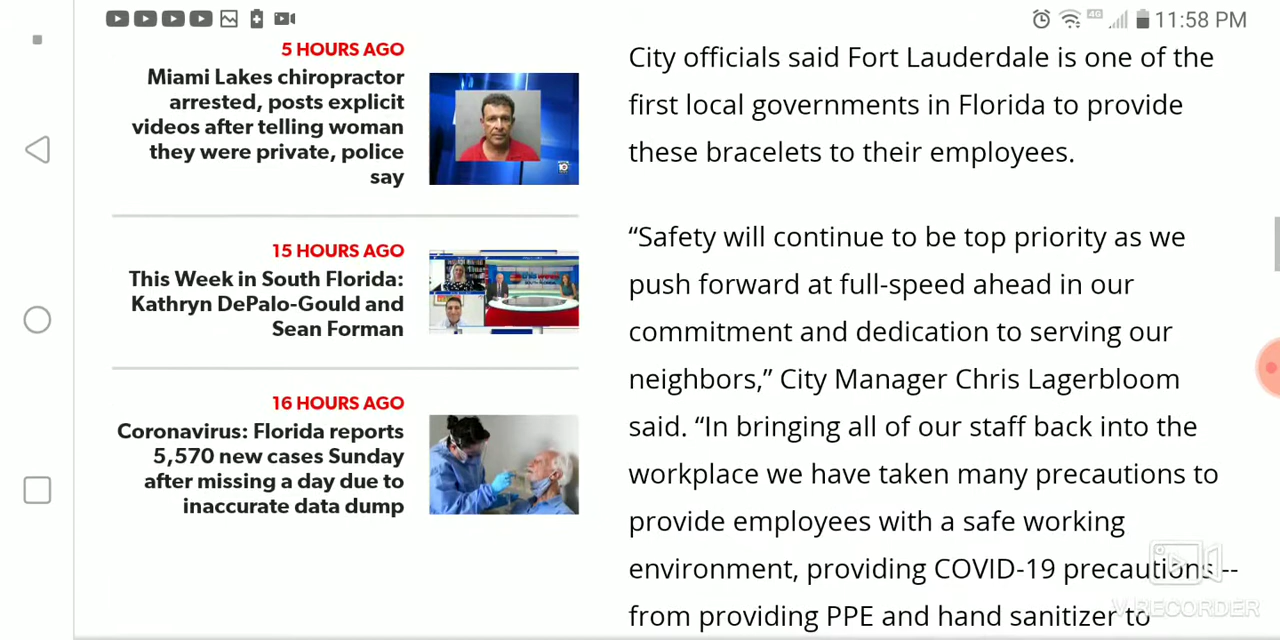 4G 11:58 PM
5 HOURS AGO
Miami Lakes chiropractor
arrested, posts explicit
videos after telling woman
they were private, police
say
10
15 HOURS AGO
This Week in South Florida:
Kathryn DePalo-Gould and
Sean Forman
16 HOURS AGO
Coronavirus: Florida reports
5,570 new cases Sunday
after missing a day due to
inaccurate data dump
City officials said Fort Lauderdale is one of the
first local governments in Florida to provide
these bracelets to their employees.
“Safety will continue to be top priority as we
push forward at full-speed ahead in our
commitment and dedication to serving our
neighbors,” City Manager Chris Lagerbloom
said. “In bringing all of our staff back into the
workplace we have taken many precautions to
provide employees with a safe working
environment, providing COVID-19 precautions --
from providing PPE and hand sanitizer to
V RECORDER